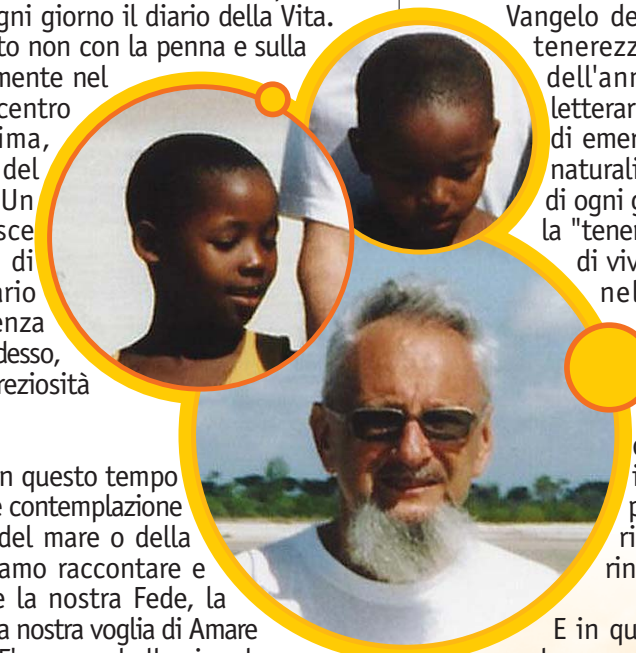 gni giorno il diario della Vita.
to non con la penna e sulla
mente nel
centro
ima,
del
Un
sce
di
ario
enza
desso,
reziosità
n questo tempo
e contemplazione
del mare o della
amo raccontare e
e la nostra Fede, la
a nostra voglia di Amare
Vangelo de
tenerezz
dell'ann
letterar
di emer
naturali
di ogni g
la "tener
di viv
nel
i
p
ri
rin
E in qu